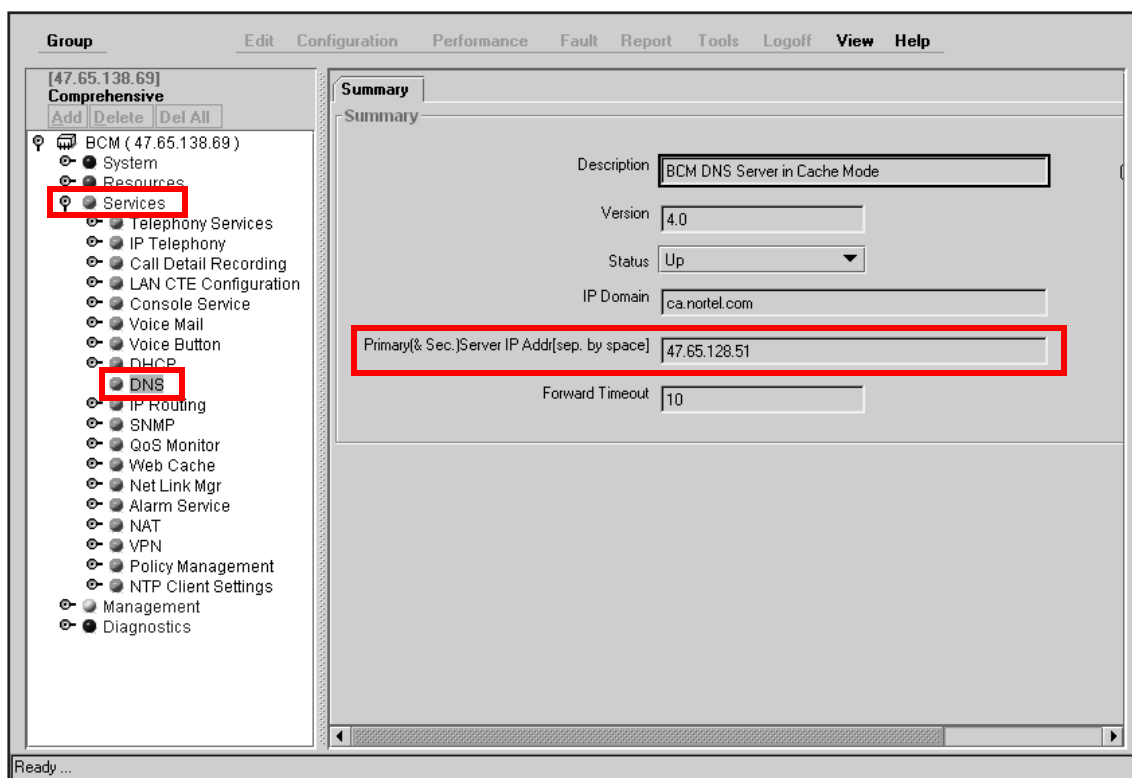 Group Edit Configuration Performance Fault Report Tools Logoff View Help
[47.65.138.69]
Comprehensive
Add Delete Del All
BCM ( 47.65.138.69 )
System
Resources
Services
Telephony Services
IP Telephony
Call Detail Recording
LAN CTE Configuration
Console Service
Voice Mail
Voice Button
DHCP
DNS
IP Routing
SNMP
QoS Monitor
Web Cache
Net Link Mgr
Alarm Service
NAT
VPN
Policy Management
NTP Client Settings
Management
Diagnostics
Summary
Summary
Description BCM DNS Server in Cache Mode
Version 4.0
Status Up
IP Domain ca.nortel.com
Primary(& Sec.)Server IP Addr[sep. by space] 47.65.128.51
Forward Timeout 10
Ready ...